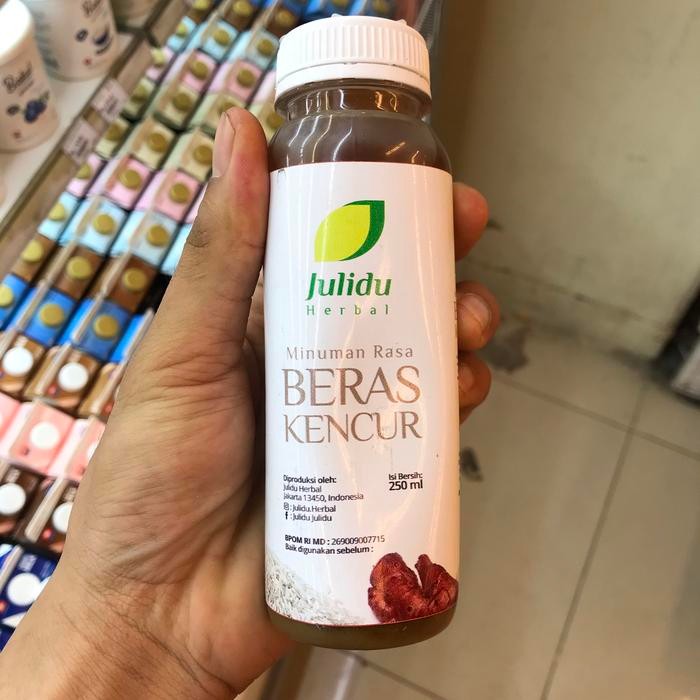 Julidu
Herbal
Minuman Rasa
BERAS
KENCUR
Diproduksi oleh:
Julidu Herbal
Jakarta 13450, Indonesia
: Julidu.Herbal
f : Julidu Julidu
Isi Bersih:
250 ml
BPOM RI MD : 269009007715
Baik digunakan sebelum :